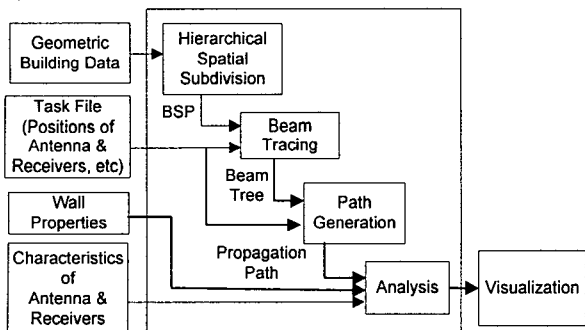 Geometric
Building Data
Hierarchical
Spatial
Subdivision
BSP
Task File
(Positions of
Antenna &
Receivers, etc)
Beam
Tracing
Beam
Tree
Wall
Properties
Path
Generation
Propagation
Path
Characteristics
of
Antenna &
Receivers
Analysis
Visualization